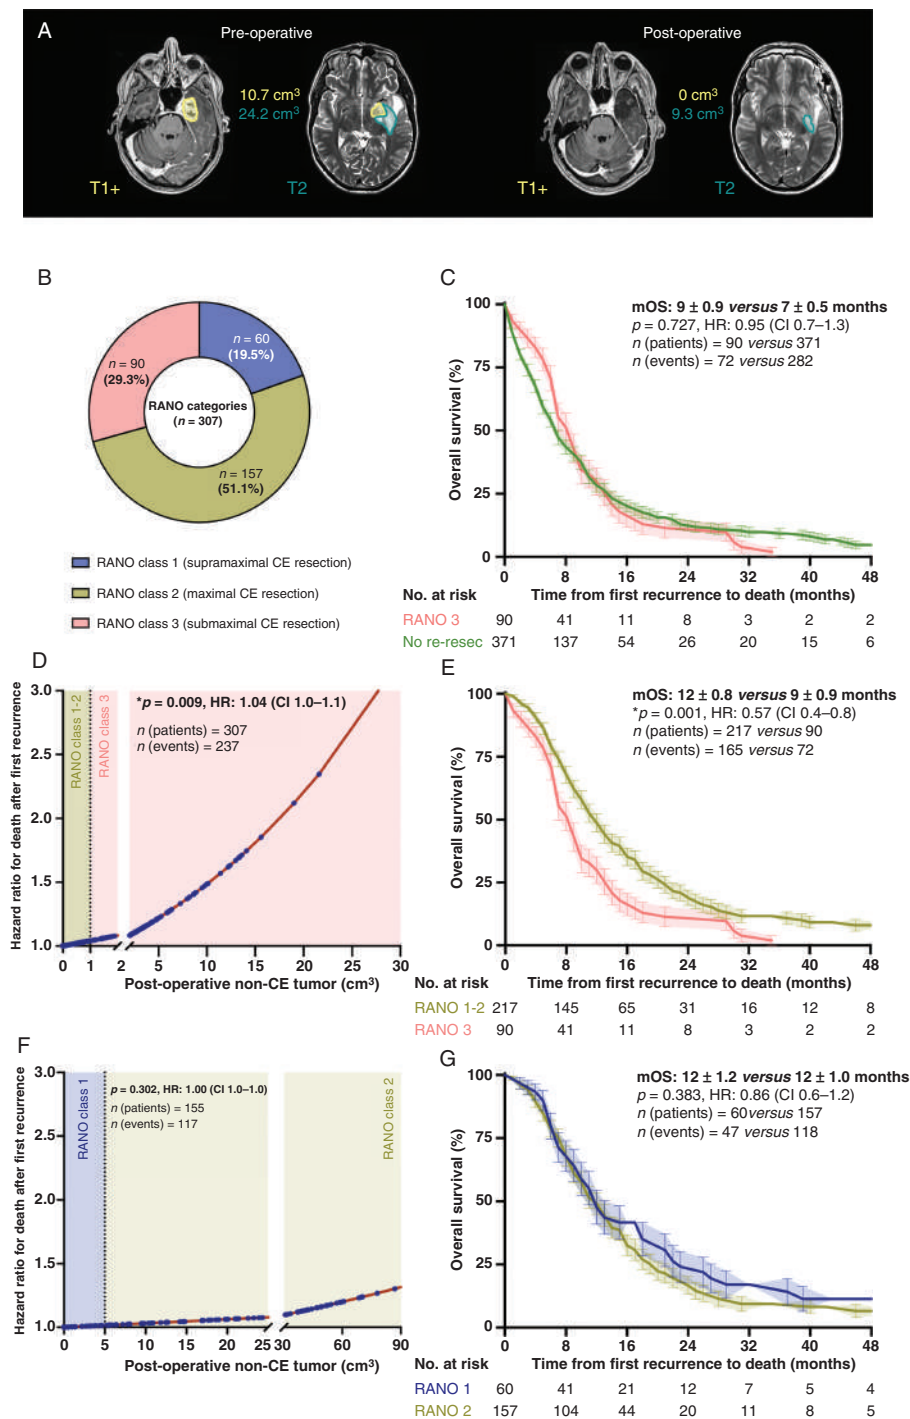 A
Pre-operative
Post-operative
10.7 cm³
24.2 cm³
0 cm³
9.3 cm³
T1+
T2
T1+
T2
B
n = 60
(19.5%)
n = 90
(29.3%)
RANO categories
(n = 307)
n = 157
(51.1%)
RANO class 1 (supramaximal CE resection)
RANO class 2 (maximal CE resection)
RANO class 3 (submaximal CE resection)
C
mOS: 9 ± 0.9 versus 7 ± 0.5 months
p = 0.727, HR: 0.95 (CI 0.7–1.3)
n (patients) = 90 versus 371
n (events) = 72 versus 282
Overall survival (%)
100
75
50
25
0
0 8 16 24 32 40 48
No. at risk Time from first recurrence to death (months)
RANO 3 90 41 11 8 3 2 2
No re-resec 371 137 54 26 20 15 6
D
RANO class 1-2
RANO class 3
*p = 0.009, HR: 1.04 (CI 1.0–1.1)
n (patients) = 307
n (events) = 237
Hazard ratio for death after first recurrence
3.0
2.5
2.0
1.5
1.0
0 1 2 5 10 15 20 25 30
Post-operative non-CE tumor (cm³)
E
mOS: 12 ± 0.8 versus 9 ± 0.9 months
*p = 0.001, HR: 0.57 (CI 0.4–0.8)
n (patients) = 217 versus 90
n (events) = 165 versus 72
Overall survival (%)
100
75
50
25
0
0 8 16 24 32 40 48
No. at risk Time from first recurrence to death (months)
RANO 1-2 217 145 65 31 16 12 8
RANO 3 90 41 11 8 3 2 2
F
RANO class 1
RANO class 2
p = 0.302, HR: 1.00 (CI 1.0–1.0)
n (patients) = 155
n (events) = 117
Hazard ratio for death after first recurrence
3.0
2.5
2.0
1.5
1.0
0 5 10 15 20 25 30 60 90
Post-operative non-CE tumor (cm³)
G
mOS: 12 ± 1.2 versus 12 ± 1.0 months
p = 0.383, HR: 0.86 (CI 0.6–1.2)
n (patients) = 60 versus 157
n (events) = 47 versus 118
Overall survival (%)
100
75
50
25
0
0 8 16 24 32 40 48
No. at risk Time from first recurrence to death (months)
RANO 1 60 41 21 12 7 5 4
RANO 2 157 104 44 20 11 8 5